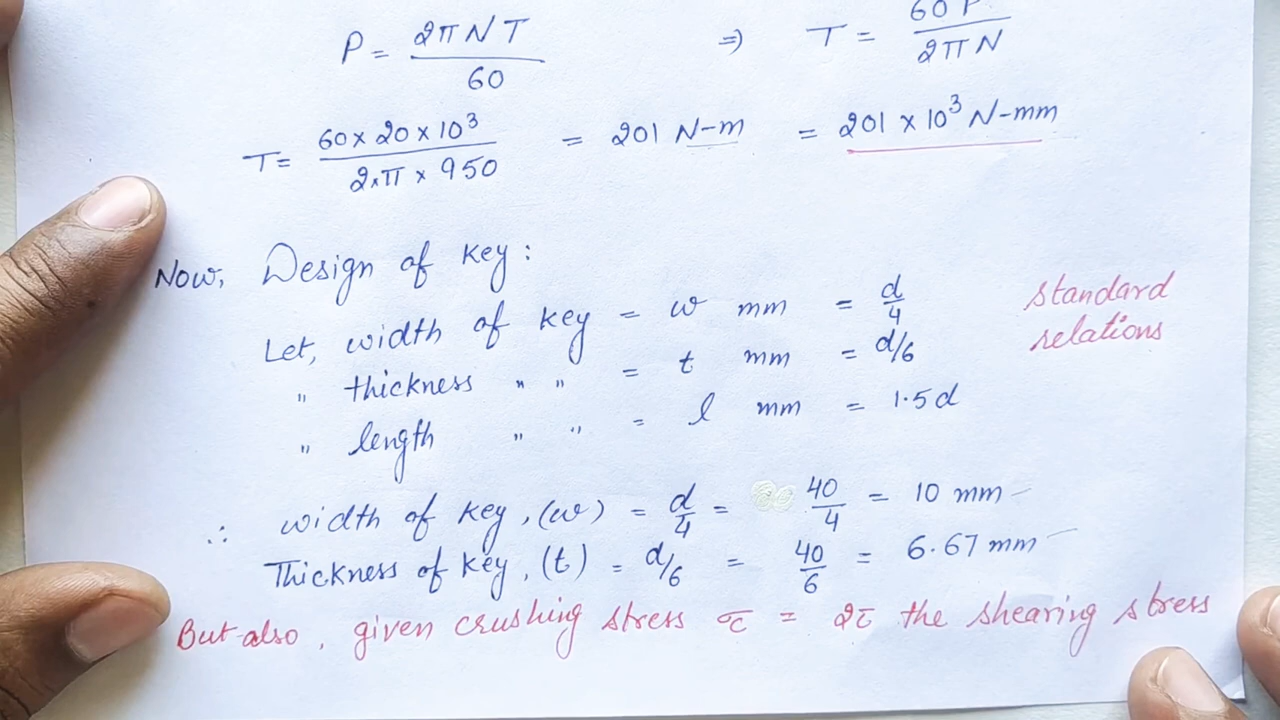 P = 2πNT/60 ⇒ T = 60P/2πN
T = 60 x 20 x 10³/2 x π x 950 = 201 N-m = 201 x 10³ N-mm
Now, Design of key :
Let, width of key = w mm = d/4 standard
relations
" thickness " " = t mm = d/6
" length " " = l mm = 1.5d
∴ width of key, (w) = d/4 = 40/4 = 10 mm
Thickness of key, (t) = d/6 = 40/6 = 6.67 mm
But also, given crushing stress σc = 2τ the shearing stress